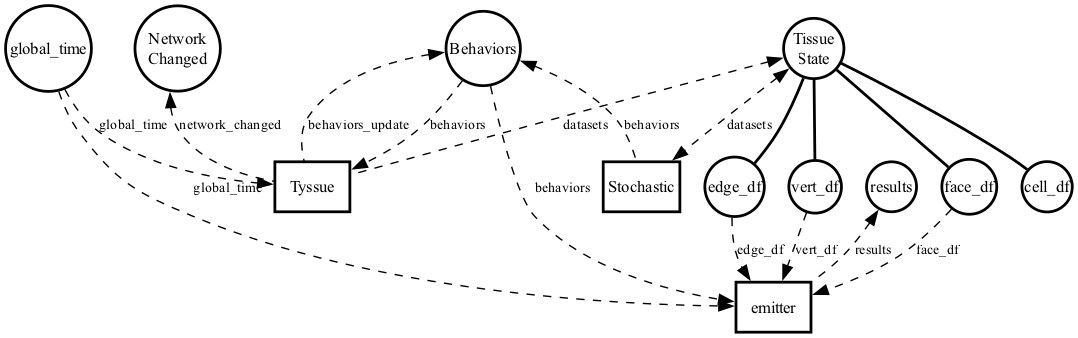 global_time
Network
Changed
Behaviors
Tissue
State
global_time
network_changed
behaviors_update
behaviors
datasets
behaviors
datasets
global_time
Tyssue
behaviors
Stochastic
edge_df
vert_df
results
face_df
cell_df
edge_df
vert_df
results
face_df
emitter